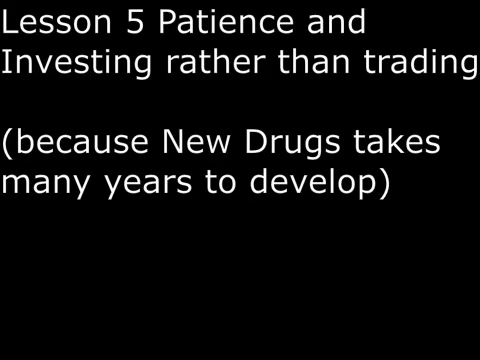 Lesson 5 Patience and
Investing rather than trading
(because New Drugs takes
many years to develop)